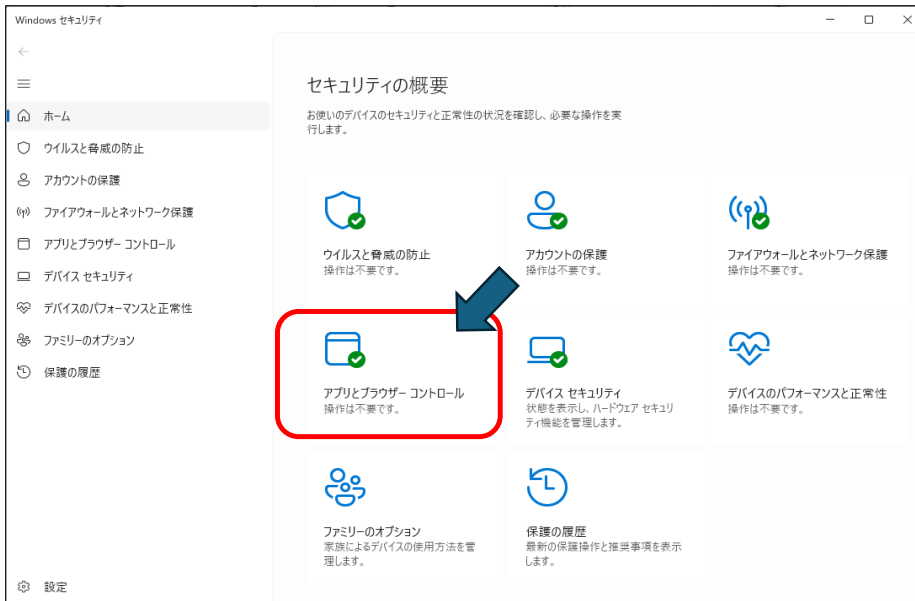 Windows セキュリティ
ホーム
ウイルスと脅威の防止
アカウントの保護
ファイアウォールとネットワーク保護
アプリとブラウザー コントロール
デバイス セキュリティ
デバイスのパフォーマンスと正常性
ファミリーのオプション
保護の履歴
設定
セキュリティの概要
お使いのデバイスのセキュリティと正常性の状況を確認し、必要な操作を実
行します。
ウイルスと脅威の防止
操作は不要です。
アカウントの保護
操作は不要です。
ファイアウォールとネットワーク保護
操作は不要です。
アプリとブラウザー コントロール
操作は不要です。
デバイス セキュリティ
状態を表示し、ハードウェア セキュリ
ティ機能を管理します。
デバイスのパフォーマンスと正常性
操作は不要です。
ファミリーのオプション
家族によるデバイスの使用方法を管
理します。
保護の履歴
最新の保護操作と推奨事項を表示
します。